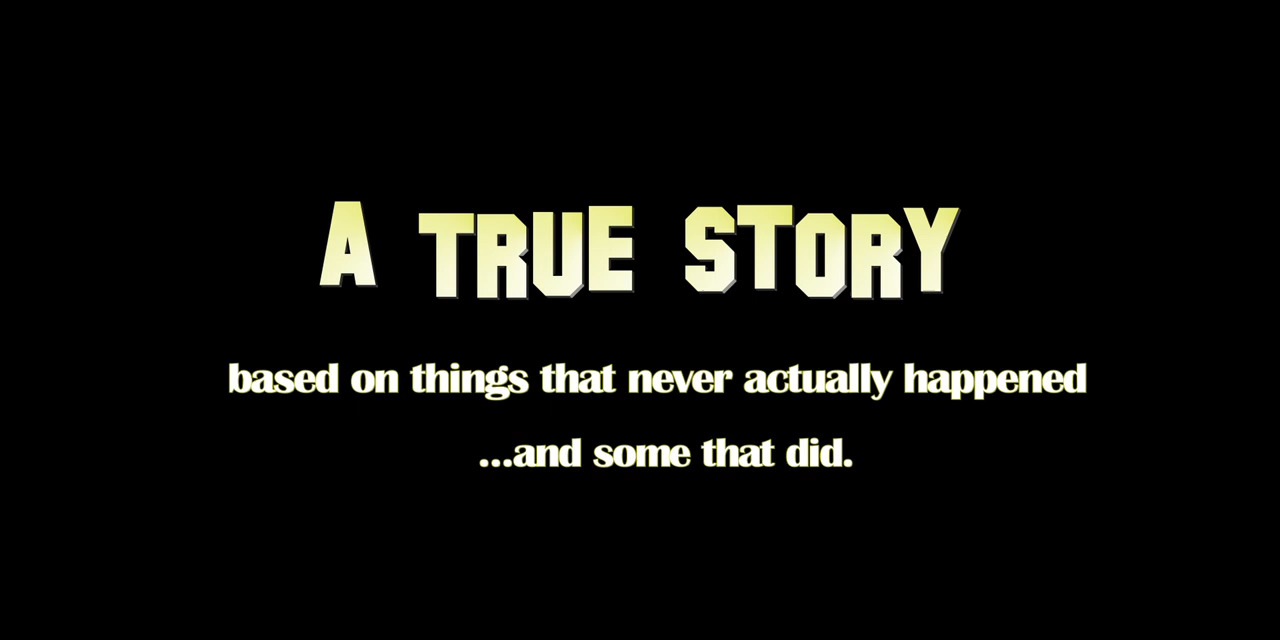 A TRUE STORY
based on things that never actually happened
...and some that did.